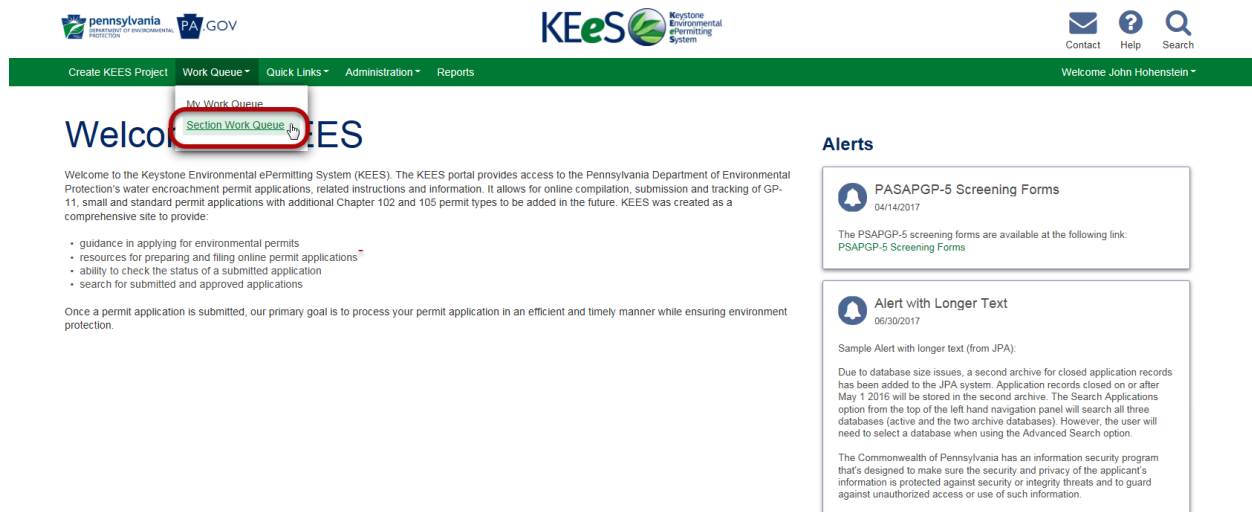 pennsylvania
DEPARTMENT OF ENVIRONMENTAL
PROTECTION
PA.GOV
KEeS
Keystone
Environmental
ePermitting
System
Contact Help Search
Create KEES Project Work Queue Quick Links Administration Reports Welcome John Hohenstein
My Work Queue
Section Work Queue
Welco EES
Welcome to the Keystone Environmental ePermitting System (KEES). The KEES portal provides access to the Pennsylvania Department of Environmental
Protection's water encroachment permit applications, related instructions and information. It allows for online compilation, submission and tracking of GP-
11, small and standard permit applications with additional Chapter 102 and 105 permit types to be added in the future. KEES was created as a
comprehensive site to provide:
• guidance in applying for environmental permits
• resources for preparing and filing online permit applications
• ability to check the status of a submitted application
• search for submitted and approved applications
Once a permit application is submitted, our primary goal is to process your permit application in an efficient and timely manner while ensuring environment
protection.
Alerts
PASAPGP-5 Screening Forms
04/14/2017
The PSAPGP-5 screening forms are available at the following link:
PSAPGP-5 Screening Forms
Alert with Longer Text
06/30/2017
Sample Alert with longer text (from JPA):
Due to database size issues, a second archive for closed application records
has been added to the JPA system. Application records closed on or after
May 1 2016 will be stored in the second archive. The Search Applications
option from the top of the left hand navigation panel will search all three
databases (active and the two archive databases). However, the user will
need to select a database when using the Advanced Search option.
The Commonwealth of Pennsylvania has an information security program
that's designed to make sure the security and privacy of the applicant's
information is protected against security or integrity threats and to guard
against unauthorized access or use of such information.